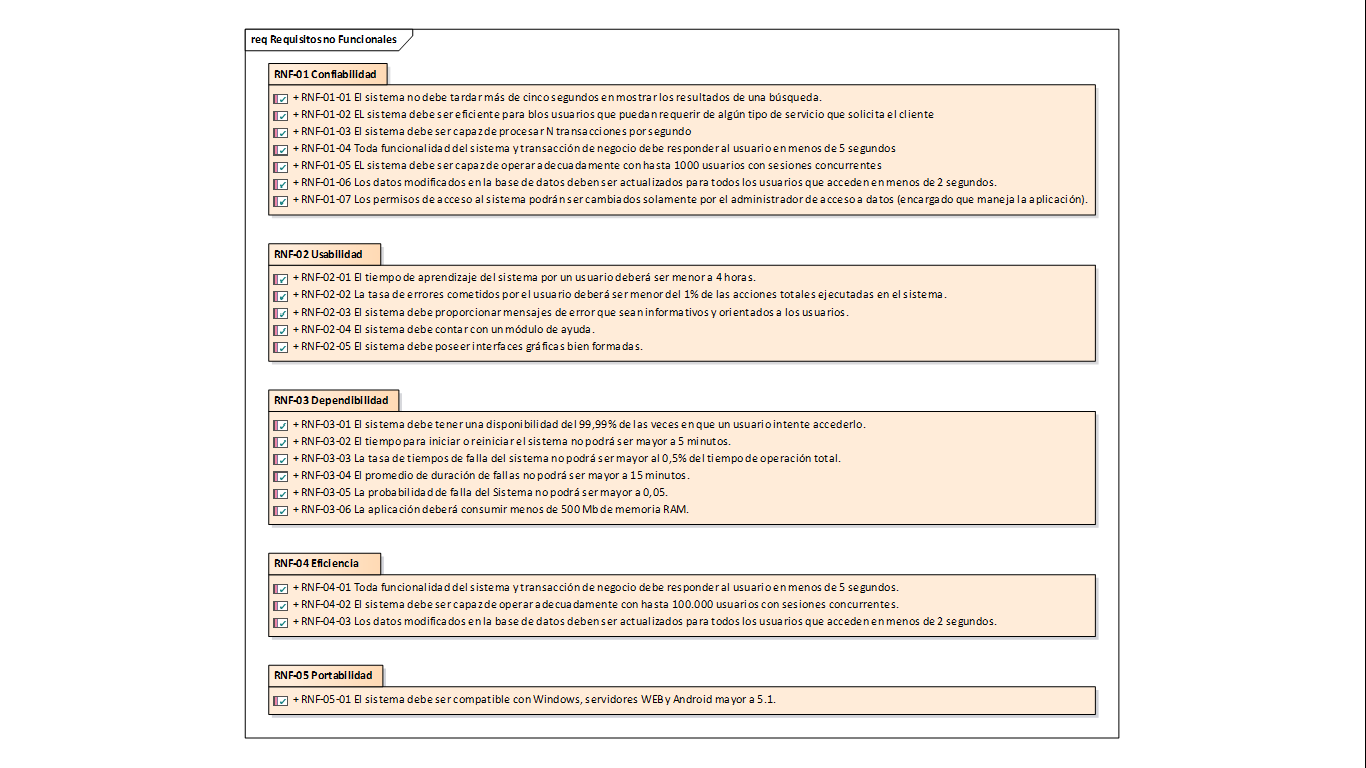 req Requisitos no Funcionales
RNF-01 Confiabilidad
+ RNF-01-01 El sistema no debe tardar más de cinco segundos en mostrar los resultados de una búsqueda.
+ RNF-01-02 EL sistema debe ser eficiente para blos usuarios que puedan requerir de algún tipo de servicio que solicita el cliente
+ RNF-01-03 El sistema debe ser capaz de procesar N transacciones por segundo
+ RNF-01-04 Toda funcionalidad del sistema y transacción de negocio debe responder al usuario en menos de 5 segundos
+ RNF-01-05 EL sistema debe ser capaz de operar adecuadamente con hasta 1000 usuarios con sesiones concurrentes
+ RNF-01-06 Los datos modificados en la base de datos deben ser actualizados para todos los usuarios que acceden en menos de 2 segundos.
+ RNF-01-07 Los permisos de acceso al sistema podrán ser cambiados solamente por el administrador de acceso a datos (encargado que maneja la aplicación).
RNF-02 Usabilidad
+ RNF-02-01 El tiempo de aprendizaje del sistema por un usuario deberá ser menor a 4 horas.
+ RNF-02-02 La tasa de errores cometidos por el usuario deberá ser menor del 1% de las acciones totales ejecutadas en el sistema.
+ RNF-02-03 El sistema debe proporcionar mensajes de error que sean informativos y orientados a los usuarios.
+ RNF-02-04 El sistema debe contar con un módulo de ayuda.
+ RNF-02-05 El sistema debe poseer interfaces gráficas bien formadas.
RNF-03 Dependibilidad
+ RNF-03-01 El sistema debe tener una disponibilidad del 99,99% de las veces en que un usuario intente accederlo.
+ RNF-03-02 El tiempo para iniciar o reiniciar el sistema no podrá ser mayor a 5 minutos.
+ RNF-03-03 La tasa de tiempos de falla del sistema no podrá ser mayor al 0,5% del tiempo de operación total.
+ RNF-03-04 El promedio de duración de fallas no podrá ser mayor a 15 minutos.
+ RNF-03-05 La probabilidad de falla del Sistema no podrá ser mayor a 0,05.
+ RNF-03-06 La aplicación deberá consumir menos de 500 Mb de memoria RAM.
RNF-04 Eficiencia
+ RNF-04-01 Toda funcionalidad del sistema y transacción de negocio debe responder al usuario en menos de 5 segundos.
+ RNF-04-02 El sistema debe ser capaz de operar adecuadamente con hasta 100.000 usuarios con sesiones concurrentes.
+ RNF-04-03 Los datos modificados en la base de datos deben ser actualizados para todos los usuarios que acceden en menos de 2 segundos.
RNF-05 Portabilidad
+ RNF-05-01 El sistema debe ser compatible con Windows, servidores WEB y Android mayor a 5.1.